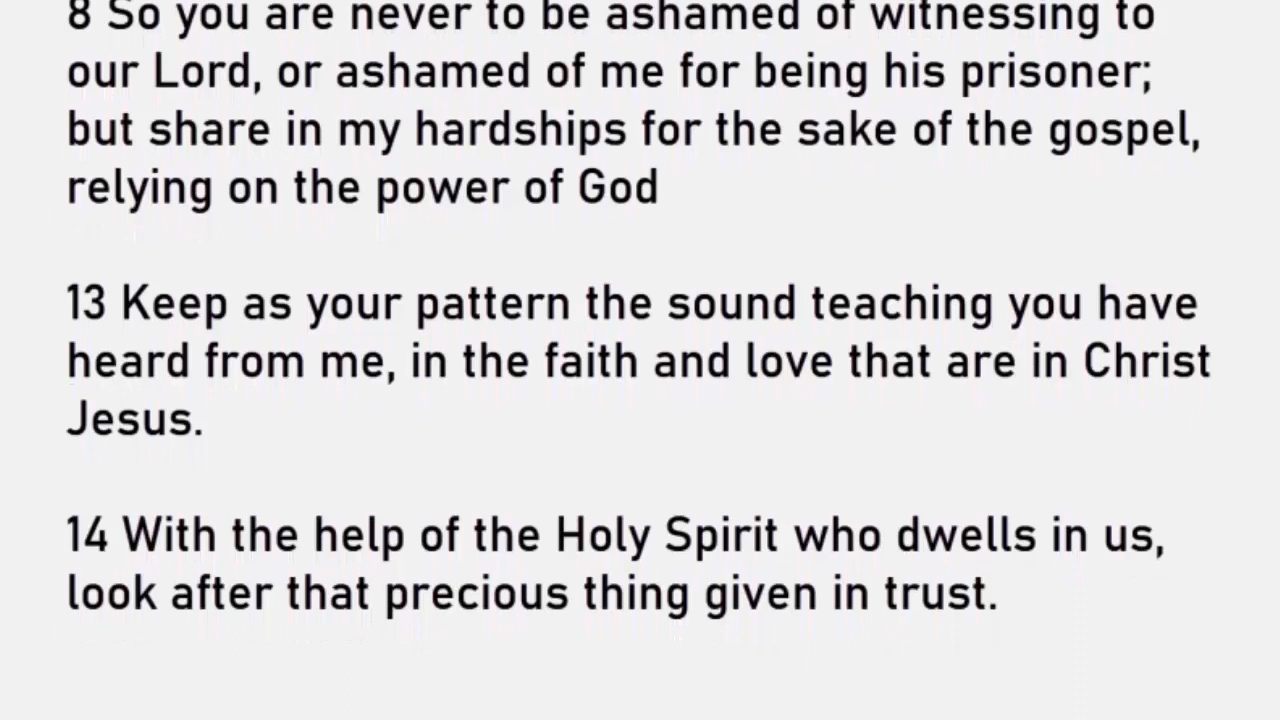 8 So you are never to be ashamed of witnessing to
our Lord, or ashamed of me for being his prisoner;
but share in my hardships for the sake of the gospel,
relying on the power of God
13 Keep as your pattern the sound teaching you have
heard from me, in the faith and love that are in Christ
Jesus.
14 With the help of the Holy Spirit who dwells in us,
look after that precious thing given in trust.